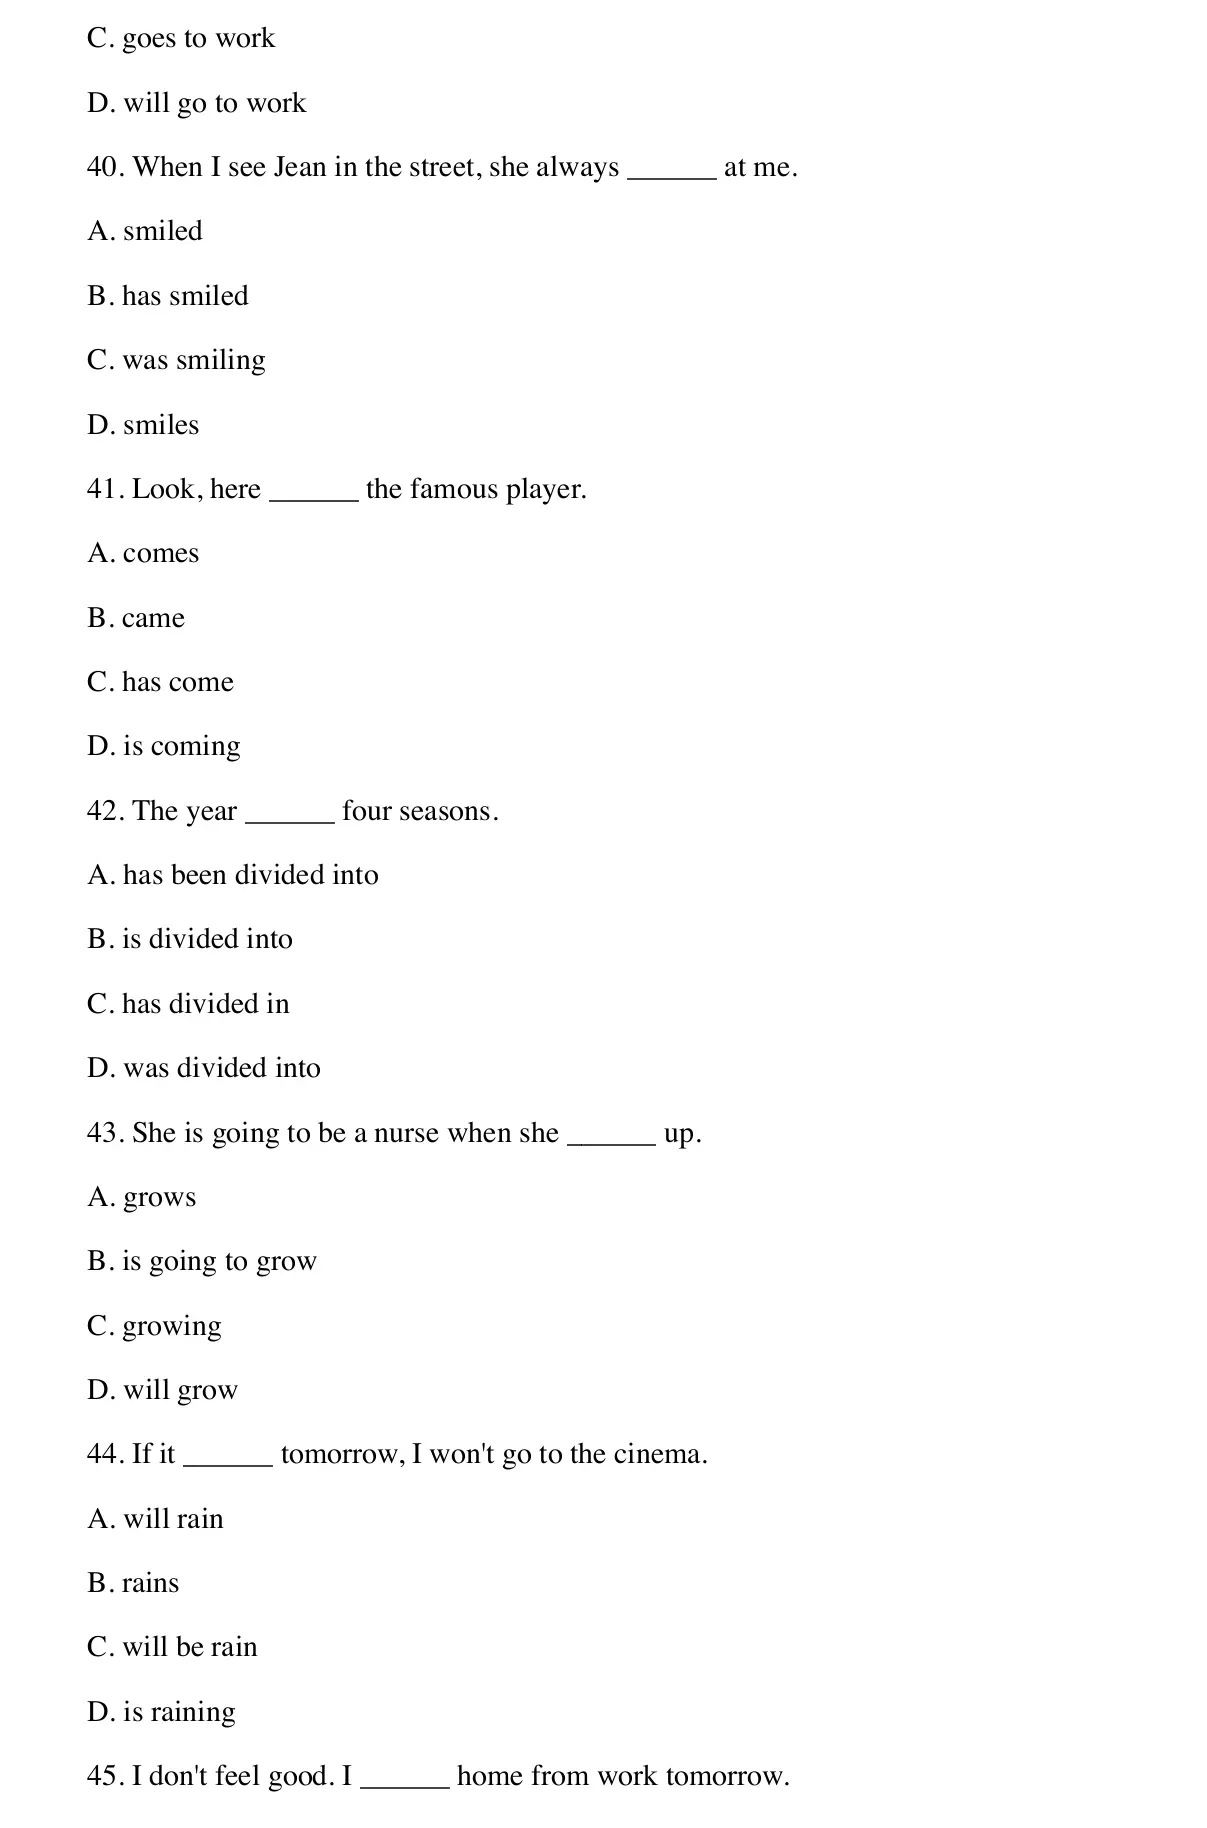 C. goes to work
D. will go to work
40. When I see Jean in the street, she always ______ at me.
A. smiled
B. has smiled
C. was smiling
D. smiles
41. Look, here ______ the famous player.
A. comes
B. came
C. has come
D. is coming
42. The year ______ four seasons.
A. has been divided into
B. is divided into
C. has divided in
D. was divided into
43. She is going to be a nurse when she ______ up.
A. grows
B. is going to grow
C. growing
D. will grow
44. If it ______ tomorrow, I won't go to the cinema.
A. will rain
B. rains
C. will be rain
D. is raining
45. I don't feel good. I ______ home from work tomorrow.